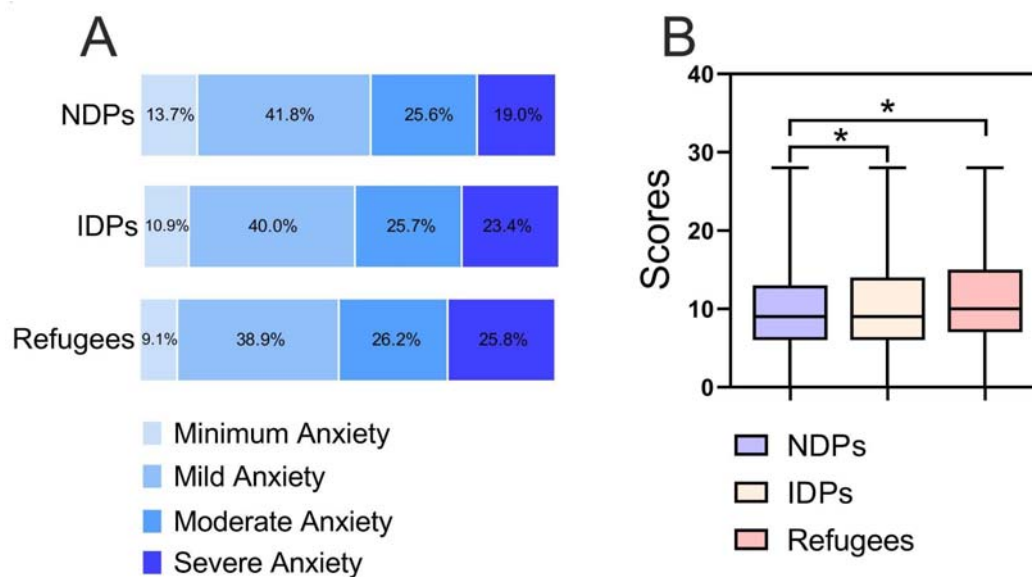 A
NDPs 13.7% 41.8% 25.6% 19.0%
IDPs 10.9% 40.0% 25.7% 23.4%
Refugees 9.1% 38.9% 26.2% 25.8%
Minimum Anxiety
Mild Anxiety
Moderate Anxiety
Severe Anxiety
B
Scores
40
30
20
10
0
*
*
NDPs
IDPs
Refugees